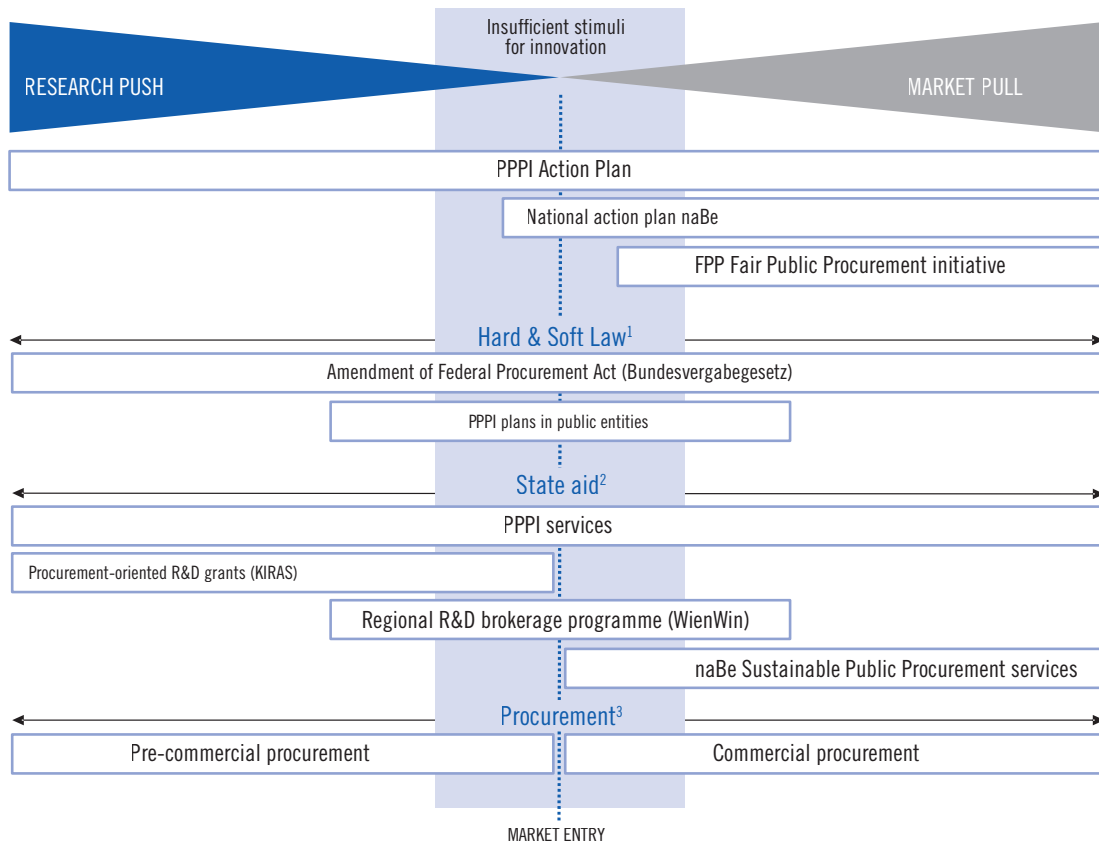 Insufficient stimuli
for innovation
RESEARCH PUSH
MARKET PULL
PPPI Action Plan
National action plan naBe
FPP Fair Public Procurement initiative
Hard & Soft Law¹
Amendment of Federal Procurement Act (Bundesvergabegesetz)
PPPI plans in public entities
State aid²
PPPI services
Procurement-oriented R&D grants (KIRAS)
Regional R&D brokerage programme (WienWin)
naBe Sustainable Public Procurement services
Procurement³
Pre-commercial procurement
Commercial procurement
MARKET ENTRY